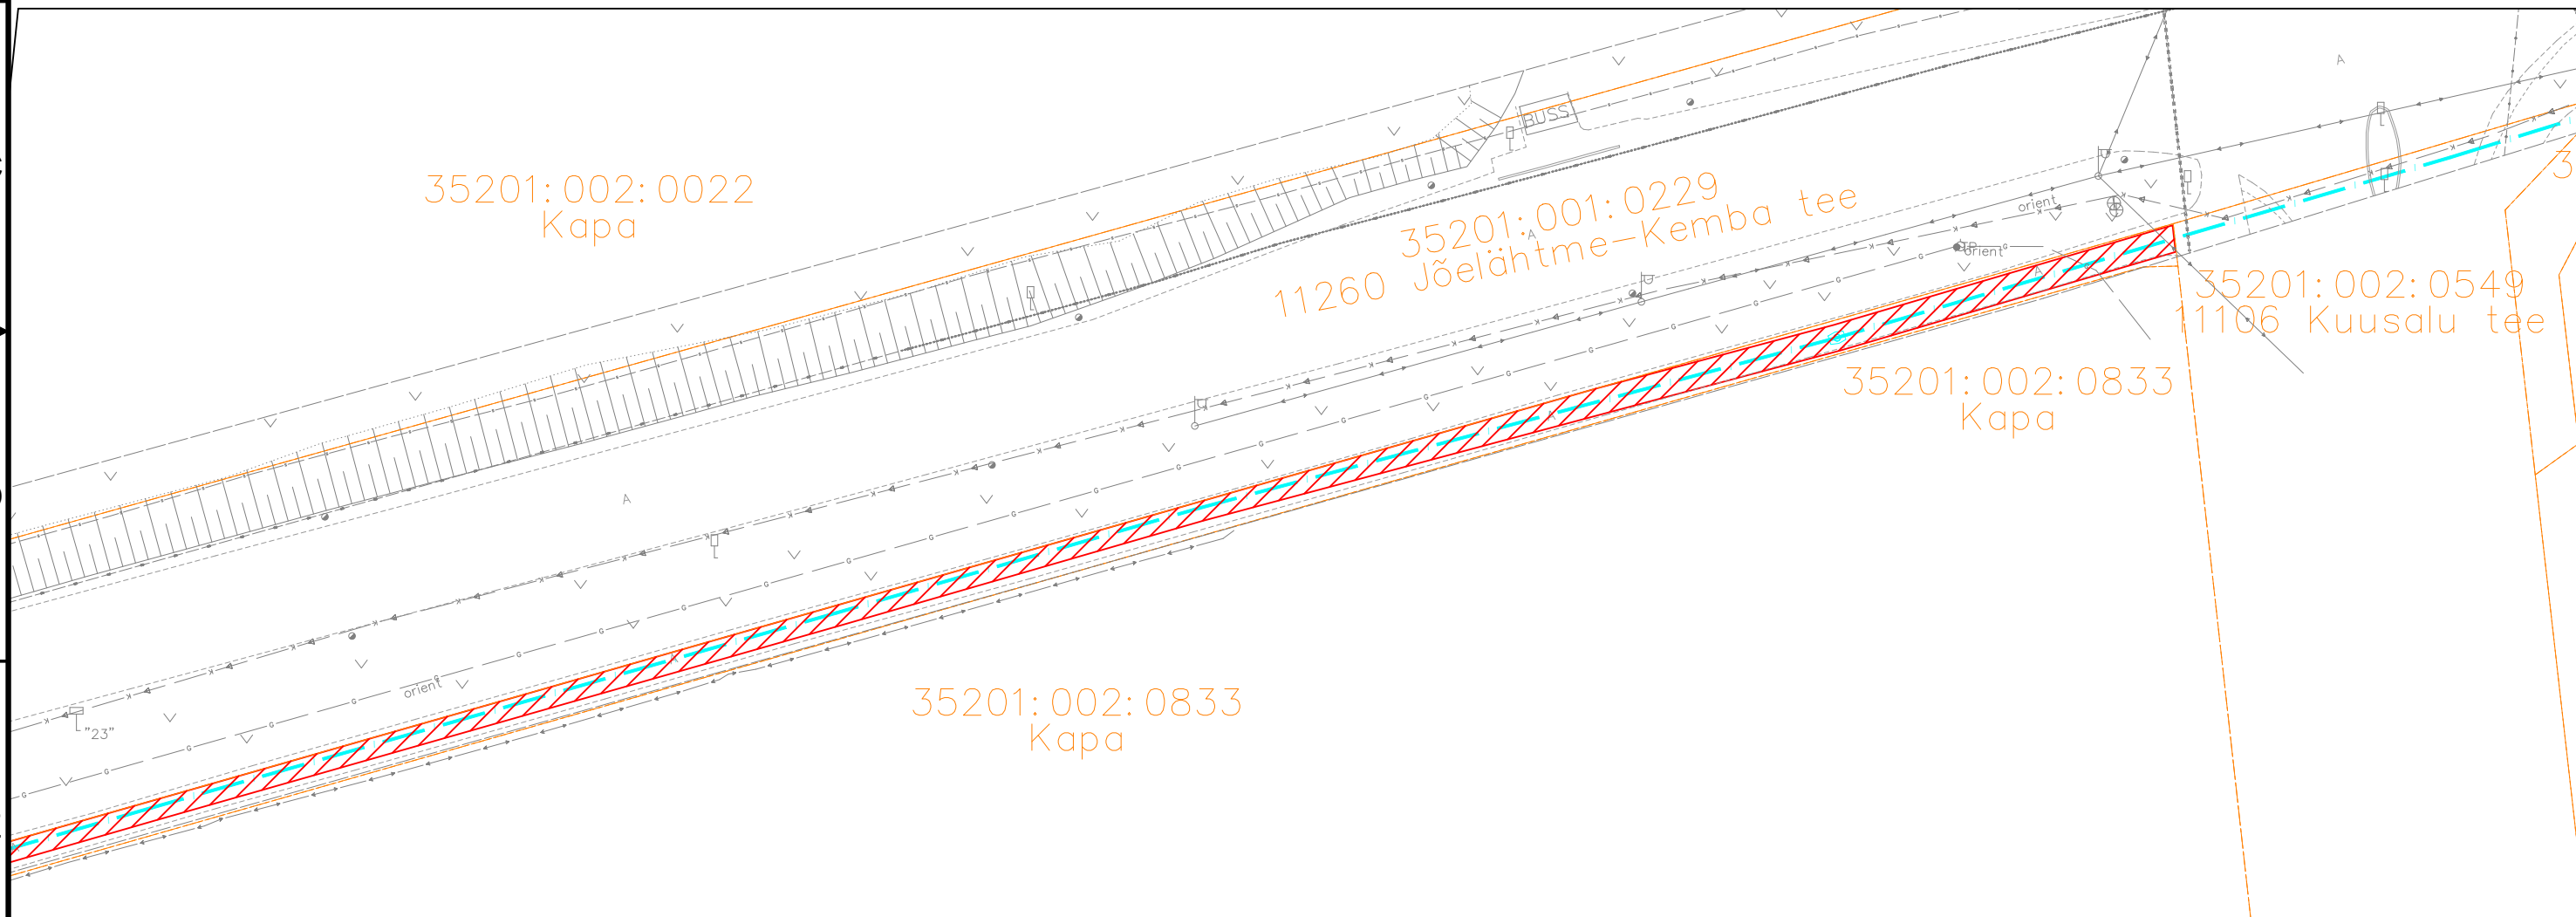 BUSS
35201:002:0022
Kapa
35201:001:0229
11260 Jõelähtme-Kemba tee
orient
orient
35201:002:0549
11106 Kuusalu tee
35201:002:0833
Kapa
orient
35201:002:0833
Kapa
"23"